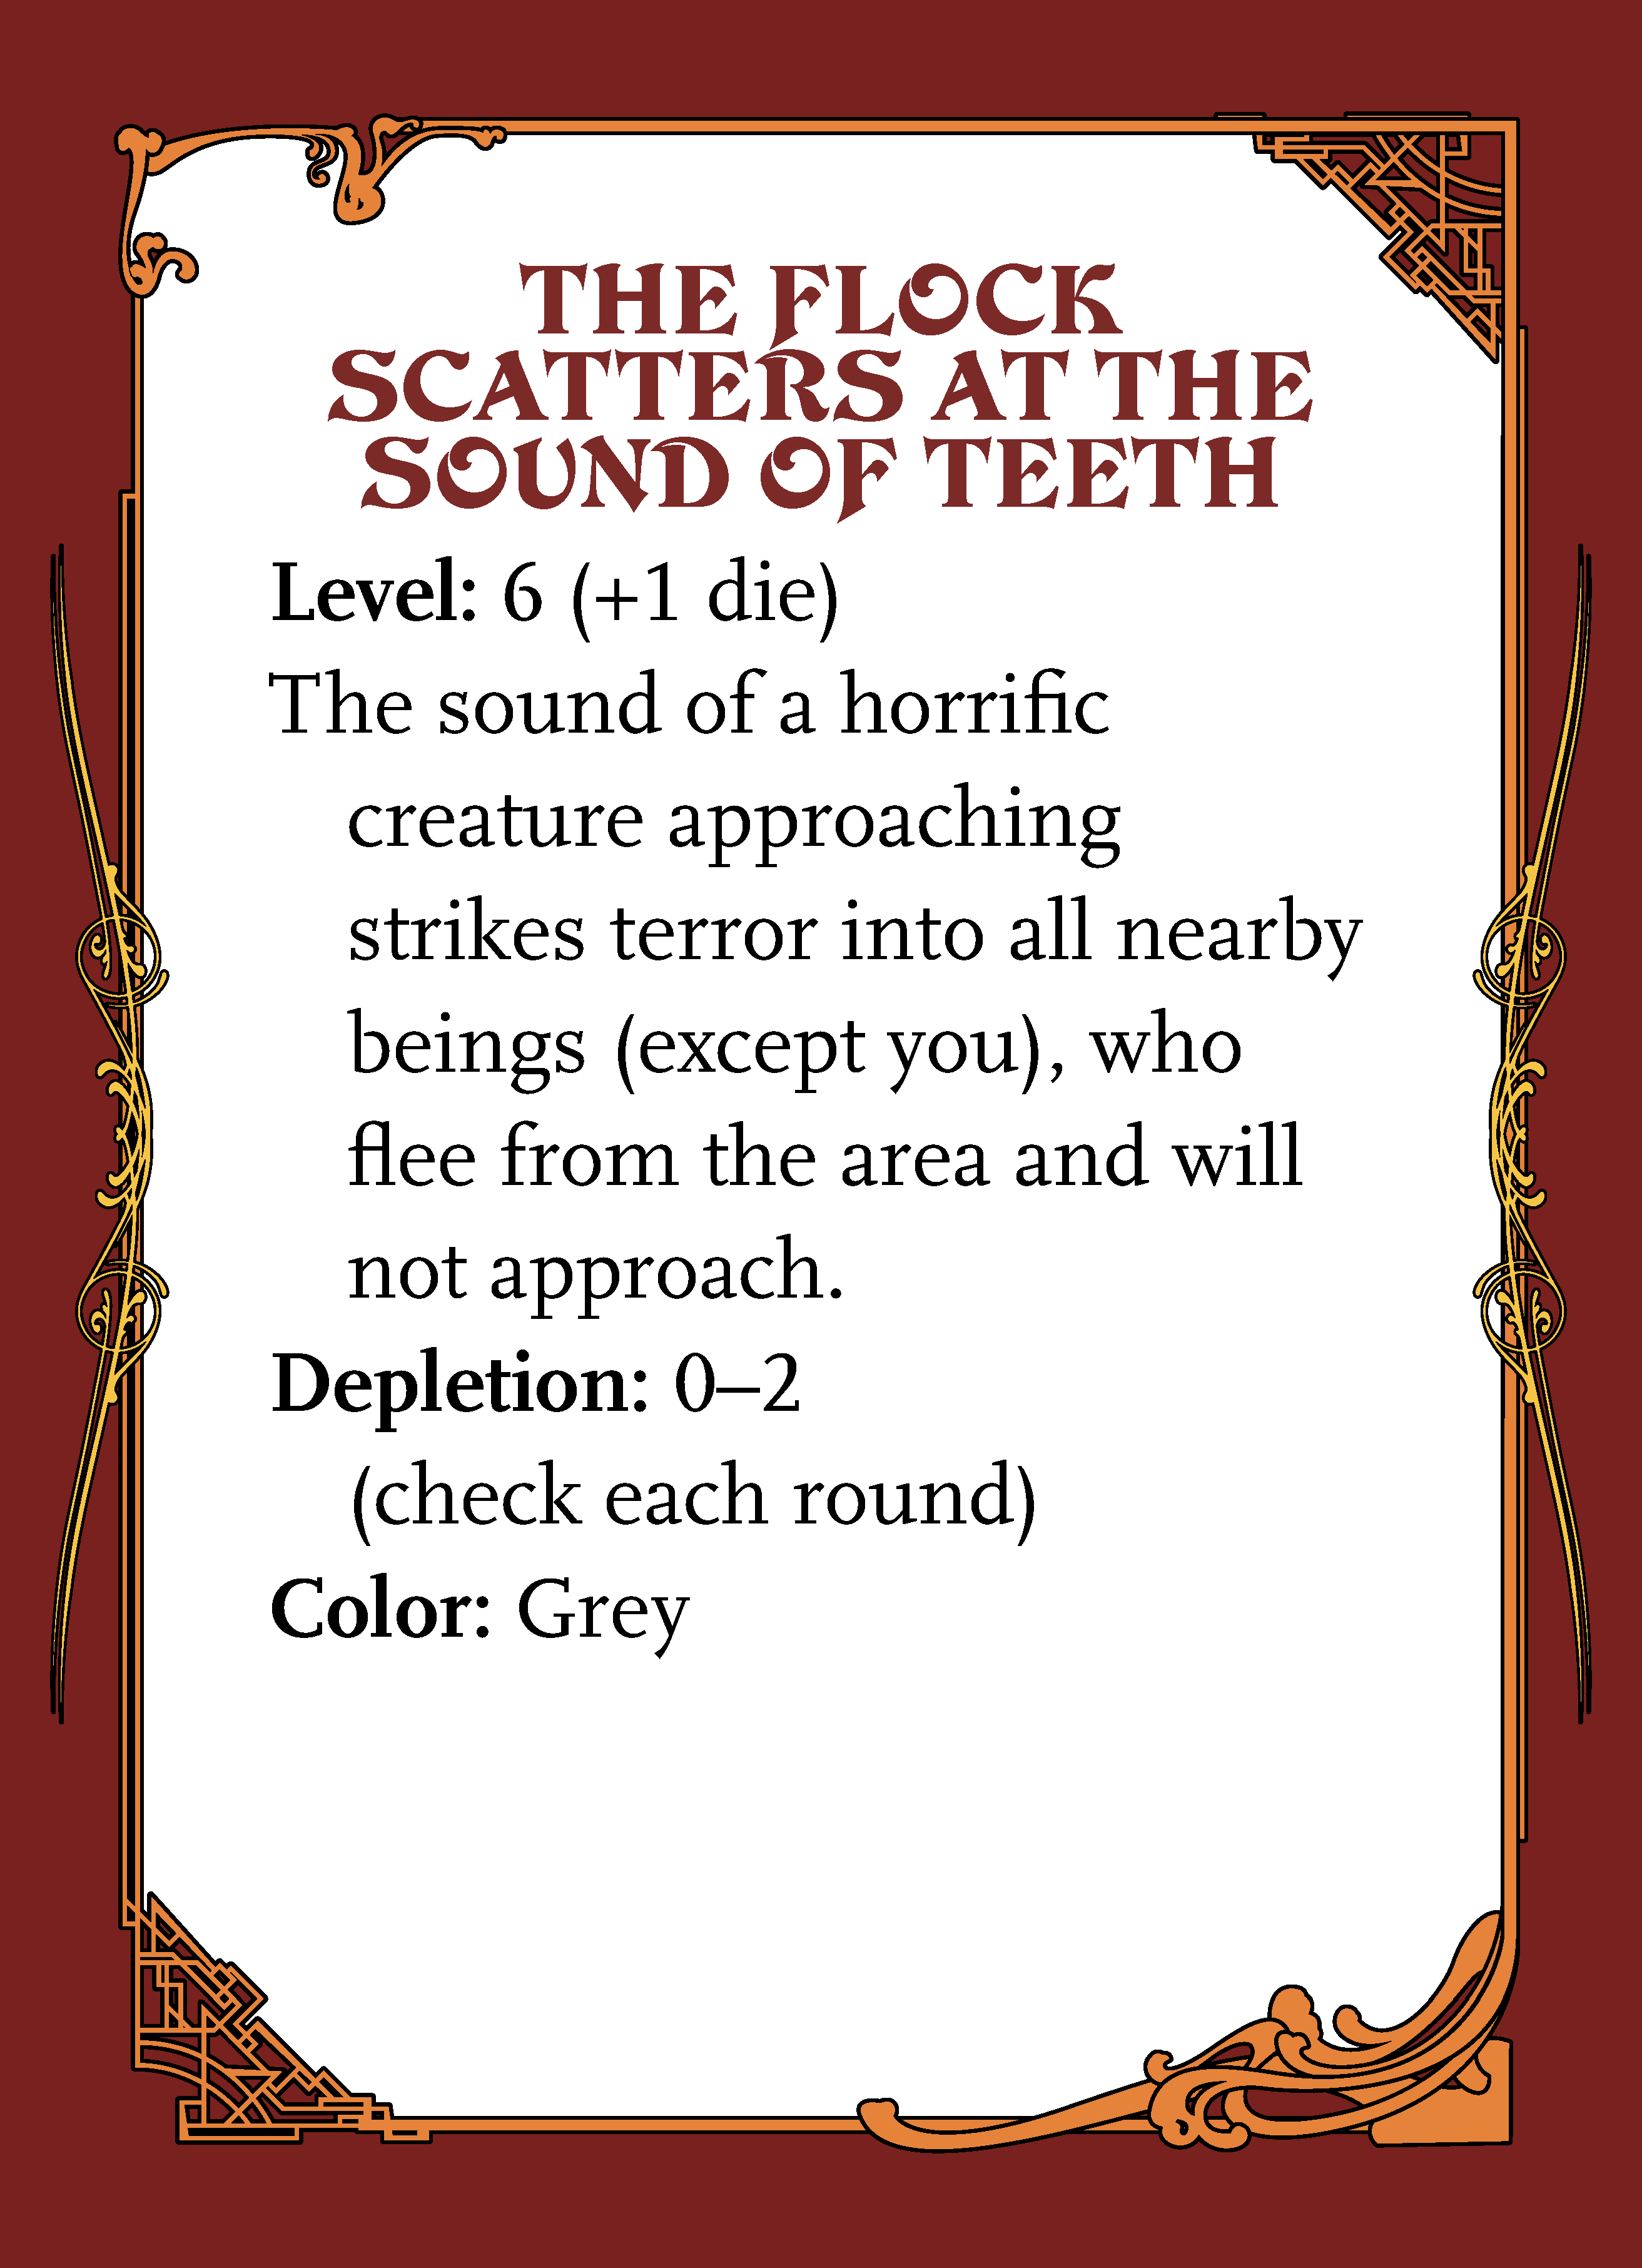 THE FLOCK
SCATTERS AT THE
SOUND OF TEETH
Level: 6 (+1 die)
The sound of a horrific
creature approaching
strikes terror into all nearby
beings (except you), who
flee from the area and will
not approach.
Depletion: 0–2
(check each round)
Color: Grey